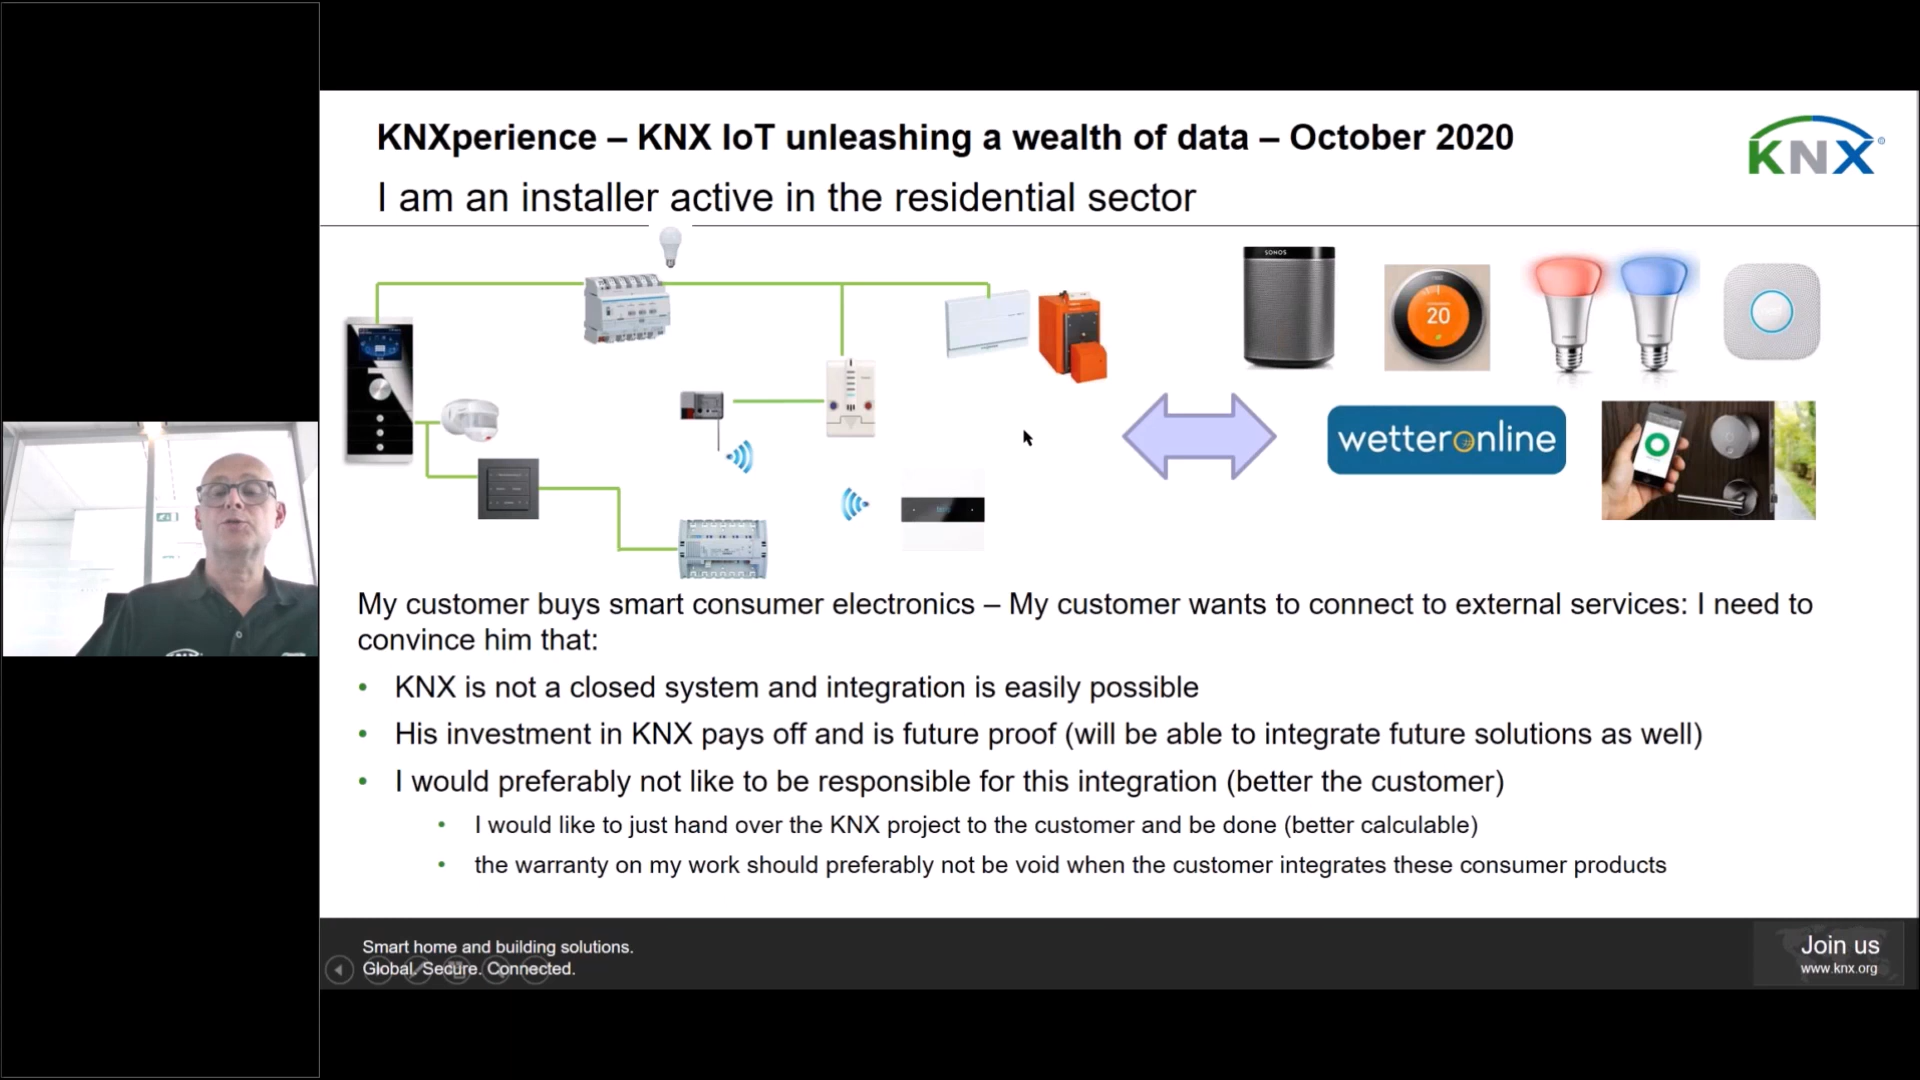 KNXperience – KNX IoT unleashing a wealth of data – October 2020
KNX
I am an installer active in the residential sector
SONOS
20
wetteronline
My customer buys smart consumer electronics – My customer wants to connect to external services: I need to
convince him that:
• KNX is not a closed system and integration is easily possible
• His investment in KNX pays off and is future proof (will be able to integrate future solutions as well)
• I would preferably not like to be responsible for this integration (better the customer)
• I would like to just hand over the KNX project to the customer and be done (better calculable)
• the warranty on my work should preferably not be void when the customer integrates these consumer products
Smart home and building solutions.
Global. Secure. Connected.
Join us
www.knx.org